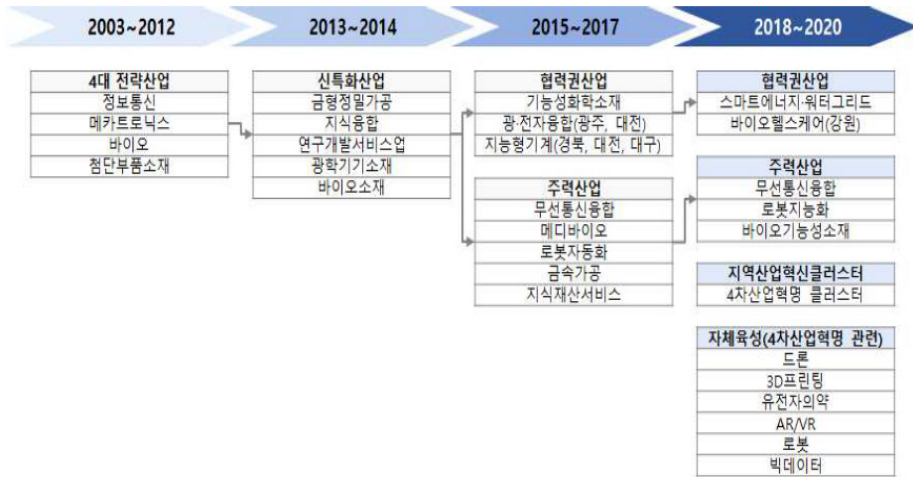 2003~2012
2013~2014
2015~2017
2018~2020
4대 전략산업
정보통신
메카트로닉스
바이오
첨단부품소재
신특화산업
금형정밀가공
지식융합
연구개발서비스업
광학기기소재
바이오소재
협력권산업
기능성화학소재
광·전자융합(광주, 대전)
지능형기계(경북, 대전, 대구)
주력산업
무선통신융합
메디바이오
로봇자동화
금속가공
지식재산서비스
협력권산업
스마트에너지·워터그리드
바이오헬스케어(강원)
주력산업
무선통신융합
로봇지능화
바이오기능성소재
지역산업혁신클러스터
4차산업혁명 클러스터
자체육성(4차산업혁명 관련)
드론
3D프린팅
유전자의약
AR/VR
로봇
빅데이터